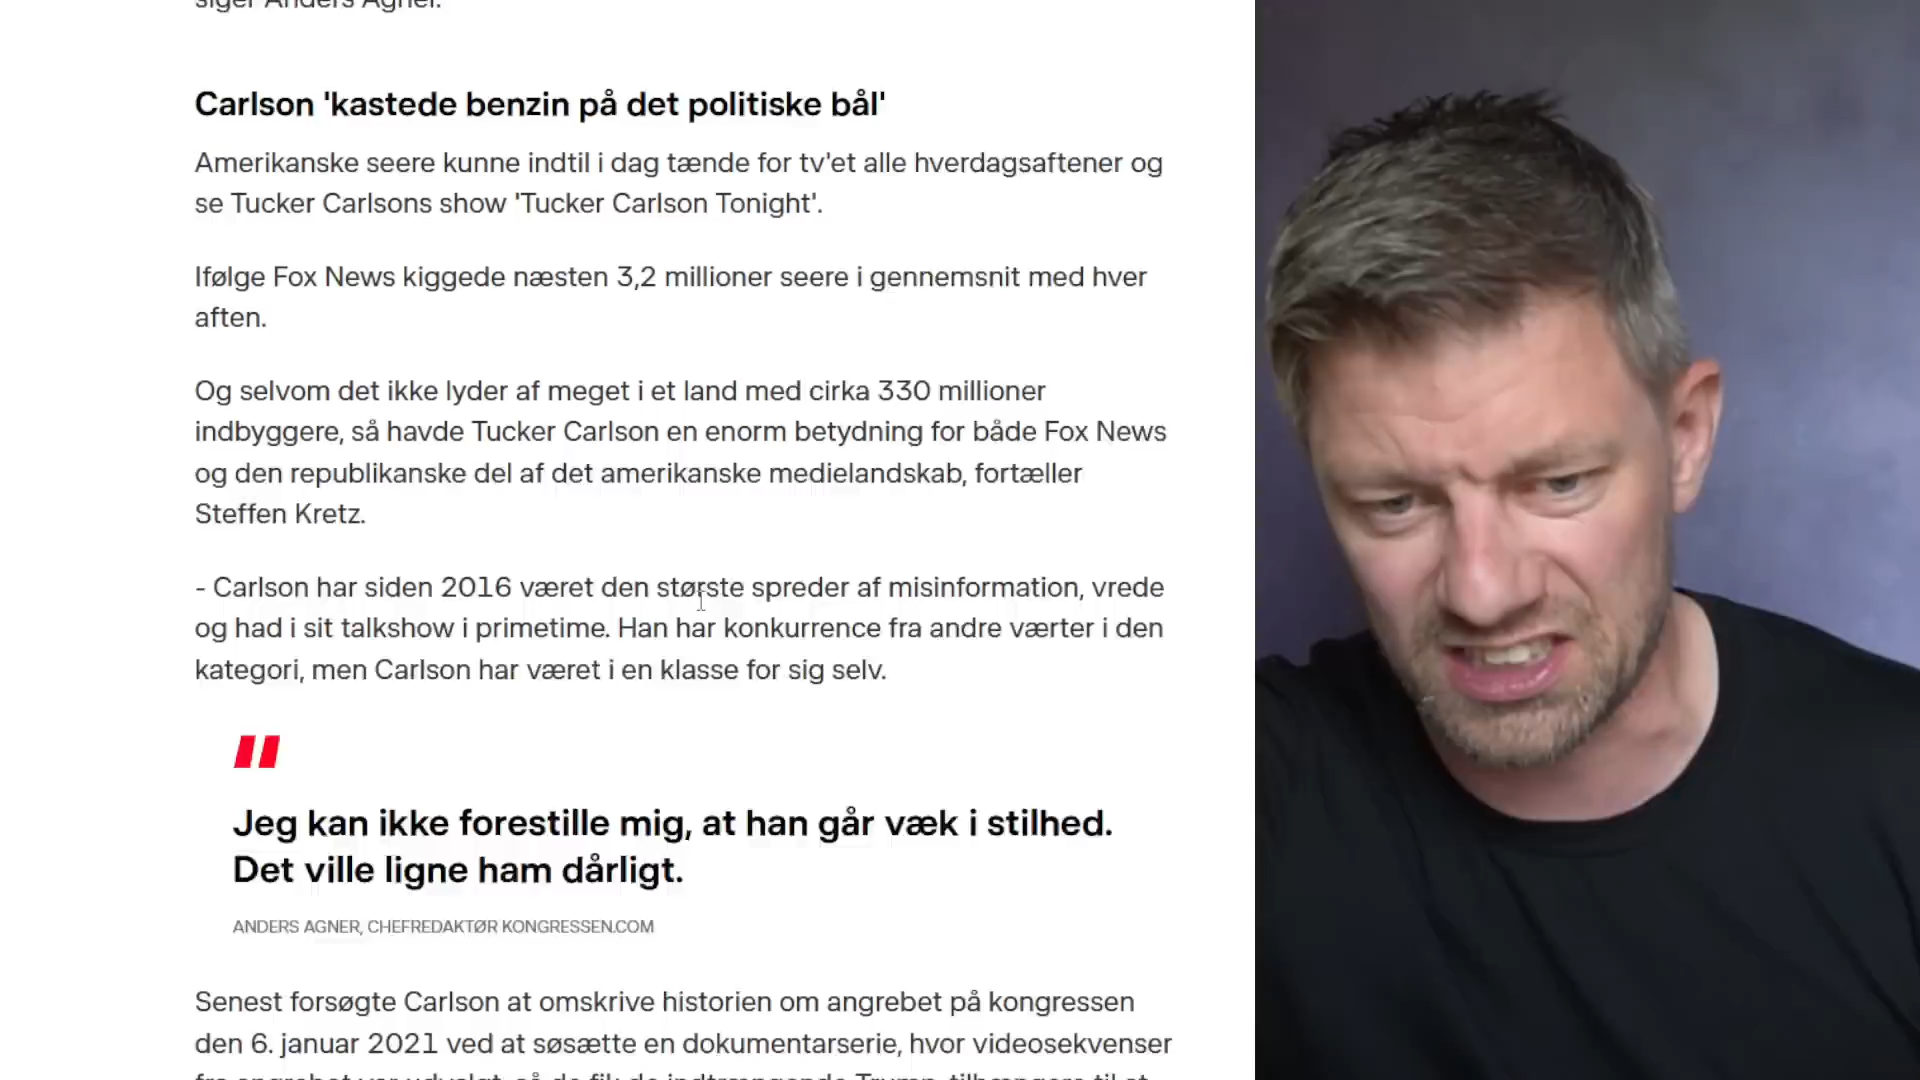 siger Anders Agner.
Carlson 'kastede benzin på det politiske bål'
Amerikanske seere kunne indtil i dag tænde for tv'et alle hverdagsaftener og
se Tucker Carlsons show 'Tucker Carlson Tonight'.
Ifølge Fox News kiggede næsten 3,2 millioner seere i gennemsnit med hver
aften.
Og selvom det ikke lyder af meget i et land med cirka 330 millioner
indbyggere, så havde Tucker Carlson en enorm betydning for både Fox News
og den republikanske del af det amerikanske medielandskab, fortæller
Steffen Kretz.
- Carlson har siden 2016 været den største spreder af misinformation, vrede
og had i sit talkshow i primetime. Han har konkurrence fra andre værter i den
kategori, men Carlson har været i en klasse for sig selv.
Jeg kan ikke forestille mig, at han går væk i stilhed.
Det ville ligne ham dårligt.
ANDERS AGNER, CHEFREDAKTØR KONGRESSEN.COM
Senest forsøgte Carlson at omskrive historien om angrebet på kongressen
den 6. januar 2021 ved at søsætte en dokumentarserie, hvor videosekvenser